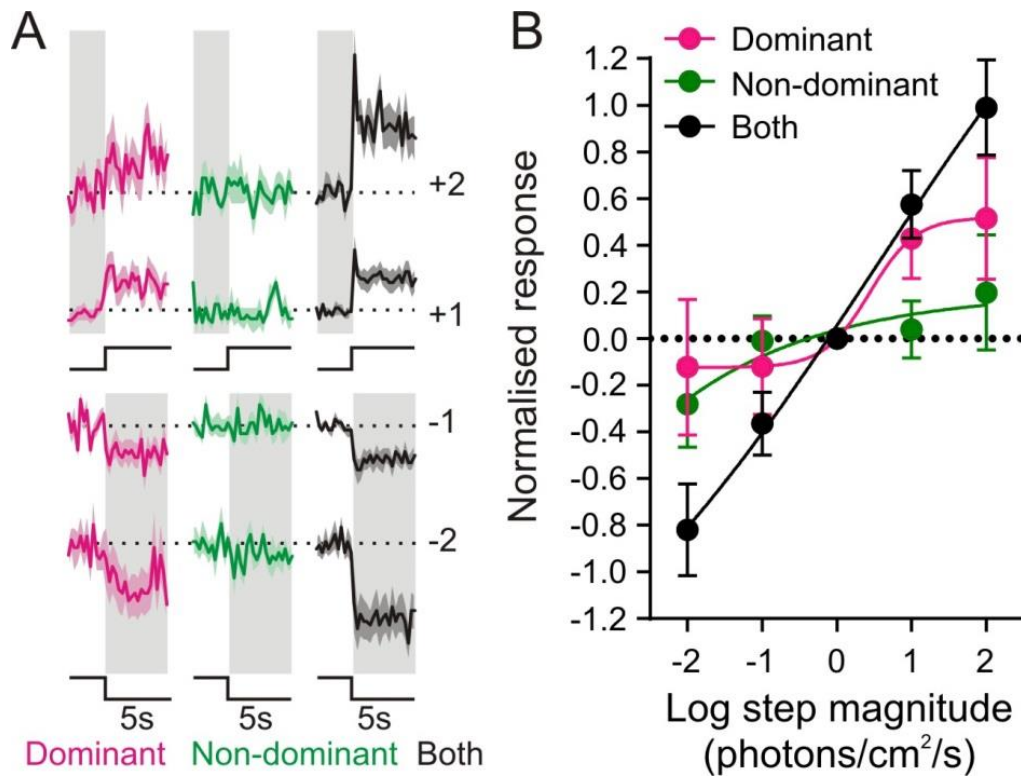 A
+2
+1
-1
-2
5s 5s 5s
Dominant Non-dominant Both
B
Dominant
Non-dominant
Both
Normalised response
1.2
1.0
0.8
0.6
0.4
0.2
0.0
-0.2
-0.4
-0.6
-0.8
-1.0
-1.2
-2 -1 0 1 2
Log step magnitude
(photons/cm²/s)